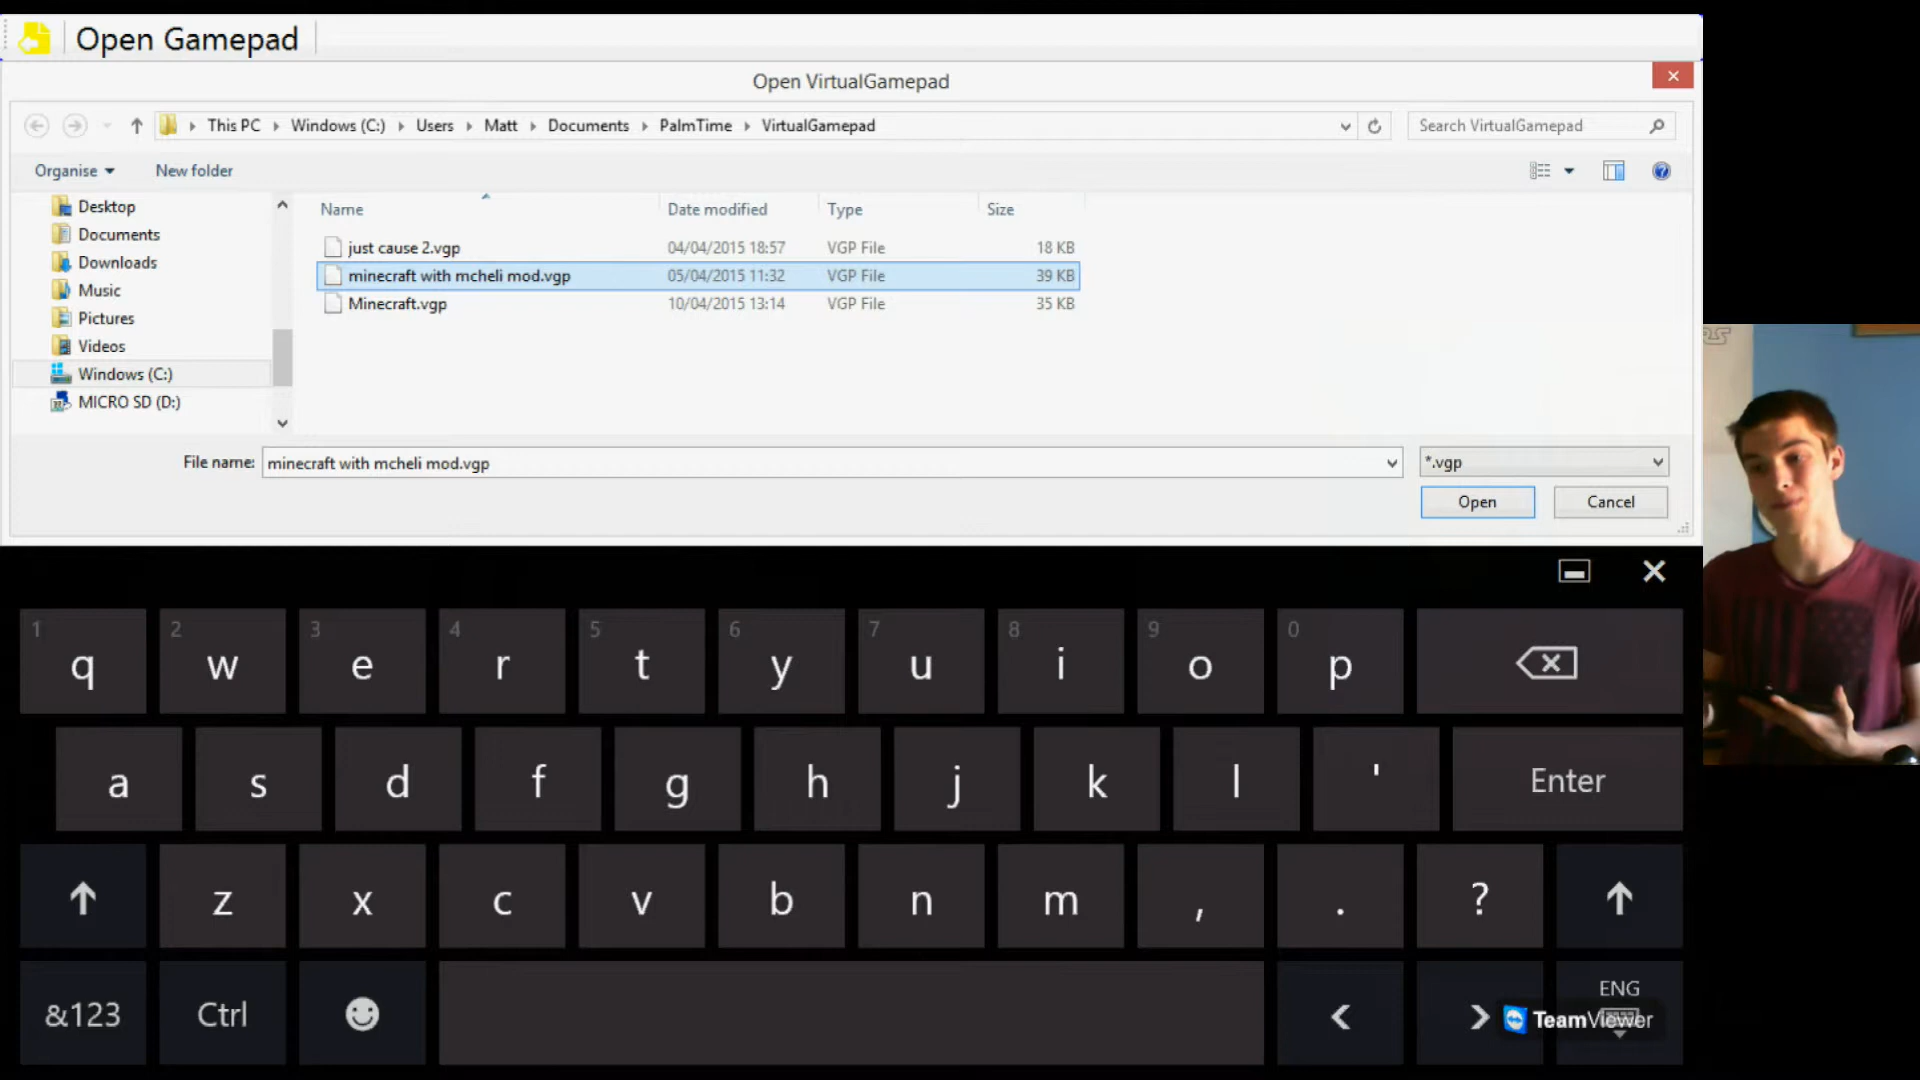 Open Gamepad
Open VirtualGamepad
This PC Windows (C:) Users Matt Documents PalmTime VirtualGamepad
Search VirtualGamepad
Organise New folder
Name Date modified Type Size
Desktop
Documents
Downloads
Music
Pictures
Videos
Windows (C:)
MICRO SD (D:)
just cause 2.vgp 04/04/2015 18:57 VGP File 18 KB
minecraft with mcheli mod.vgp 05/04/2015 11:32 VGP File 39 KB
Minecraft.vgp 10/04/2015 13:14 VGP File 35 KB
File name: minecraft with mcheli mod.vgp *.vgp
Open Cancel
1 2 3 4 5 6 7 8 9 0
q w e r t y u i o p
a s d f g h j k l ' Enter
z x c v b n m , . ?
&123 Ctrl < > ENG
TeamViewer